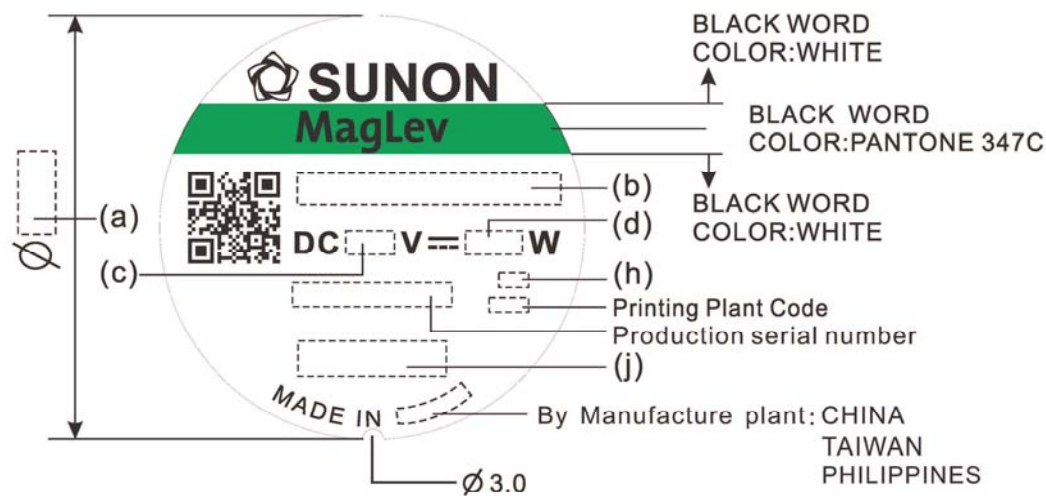 BLACK WORD
COLOR:WHITE
SUNON
MagLev
BLACK WORD
COLOR:PANTONE 347C
(a)
(b)
BLACK WORD
COLOR:WHITE
DC V⎓ W
(d)
(c)
(h)
Printing Plant Code
Production serial number
(j)
Ø
MADE IN
By Manufacture plant: CHINA
TAIWAN
PHILIPPINES
Ø 3.0